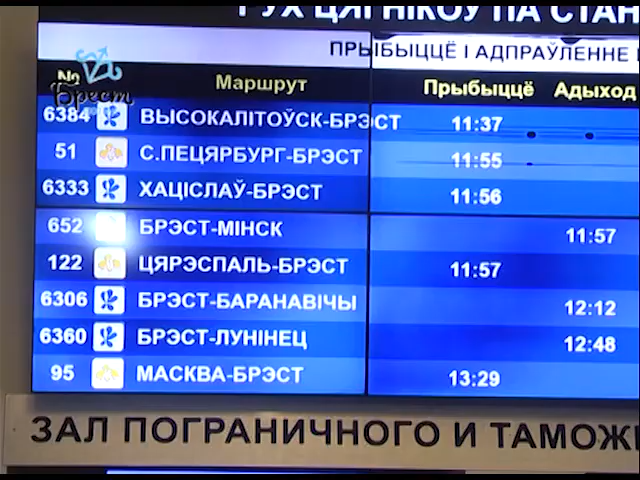 РУХ ЦЯГНІКОЎ ПА СТАН
ПРЫБЫЦЦЁ І АДПРАЎЛЕННЕ
№ Маршрут Прыбыццё Адыход
Брест
6384 ВЫСОКАЛІТОЎСК-БРЭСТ 11:37
51 С.ПЕЦЯРБУРГ-БРЭСТ 11:55
6333 ХАЦІСЛАЎ-БРЭСТ 11:56
652 БРЭСТ-МІНСК 11:57
122 ЦЯРЭСПАЛЬ-БРЭСТ 11:57
6306 БРЭСТ-БАРАНАВІЧЫ 12:12
6360 БРЭСТ-ЛУНІНЕЦ 12:48
95 МАСКВА-БРЭСТ 13:29
ЗАЛ ПОГРАНИЧНОГО И ТАМОЖ